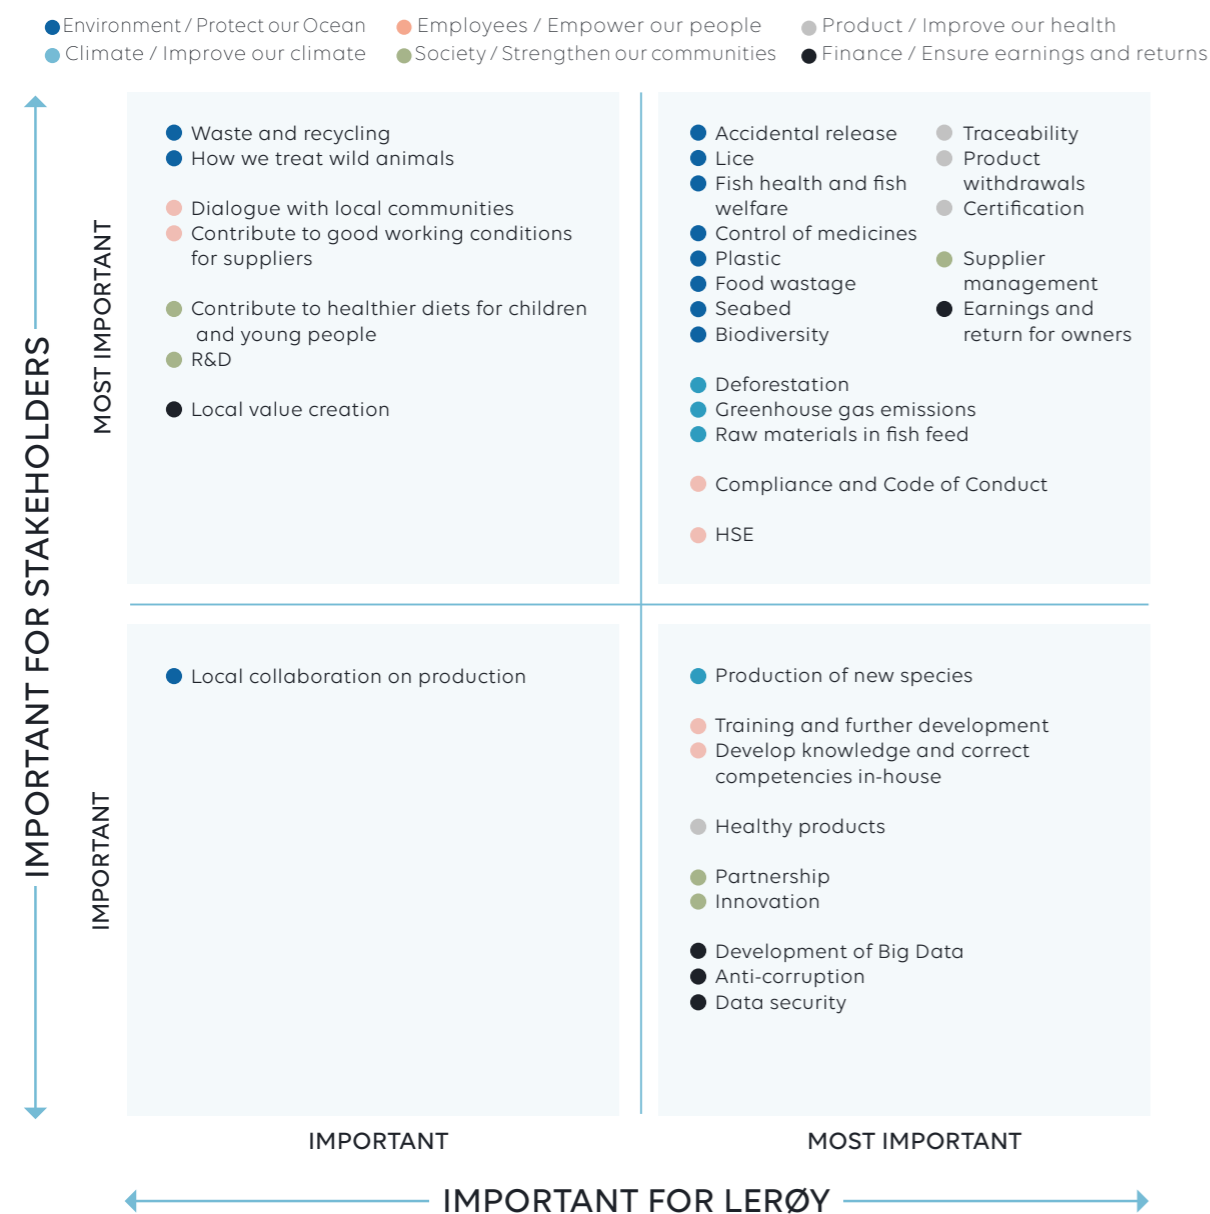 Environment / Protect our Ocean
Employees / Empower our people
Product / Improve our health
Climate / Improve our climate
Society / Strengthen our communities
Finance / Ensure earnings and returns
IMPORTANT FOR STAKEHOLDERS
MOST IMPORTANT
Waste and recycling
How we treat wild animals
Dialogue with local communities
Contribute to good working conditions
for suppliers
Contribute to healthier diets for children
and young people
R&D
Local value creation
Accidental release
Lice
Fish health and fish
welfare
Control of medicines
Plastic
Food wastage
Seabed
Biodiversity
Deforestation
Greenhouse gas emissions
Raw materials in fish feed
Compliance and Code of Conduct
HSE
Traceability
Product
withdrawals
Certification
Supplier
management
Earnings and
return for owners
IMPORTANT
Local collaboration on production
Production of new species
Training and further development
Develop knowledge and correct
competencies in-house
Healthy products
Partnership
Innovation
Development of Big Data
Anti-corruption
Data security
IMPORTANT
MOST IMPORTANT
IMPORTANT FOR LERØY